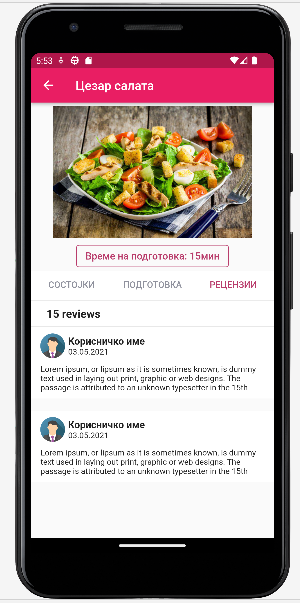 5:53
Цезар салата
Време на подготовка: 15мин
СОСТОЈКИ ПОДГОТОВКА РЕЦЕНЗИИ
15 reviews
Корисничко име
03.05.2021
Lorem ipsum, or lipsum as it is sometimes known, is dummy
text used in laying out print, graphic or web designs. The
passage is attributed to an unknown typesetter in the 15th
Корисничко име
03.05.2021
Lorem ipsum, or lipsum as it is sometimes known, is dummy
text used in laying out print, graphic or web designs. The
passage is attributed to an unknown typesetter in the 15th